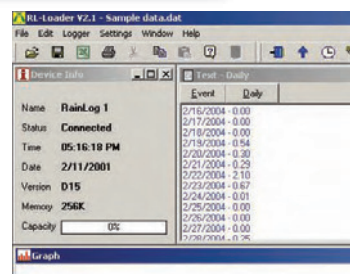 RL-Loader V2.1 - Sample data.dat
File Edit Logger Settings Window Help
Device Info
Name RainLog 1
Status Connected
Time 05:16:18 PM
Date 2/11/2001
Version D15
Memory 256K
Capacity 0%
Text - Daily
Event Daily
2/16/2004 - 0.00
2/17/2004 - 0.00
2/18/2004 - 0.00
2/19/2004 - 0.54
2/20/2004 - 0.30
2/21/2004 - 0.29
2/22/2004 - 2.10
2/23/2004 - 0.67
2/24/2004 - 0.01
2/25/2004 - 0.00
2/26/2004 - 0.00
2/27/2004 - 0.00
2/28/2004 - 0.25
Graph